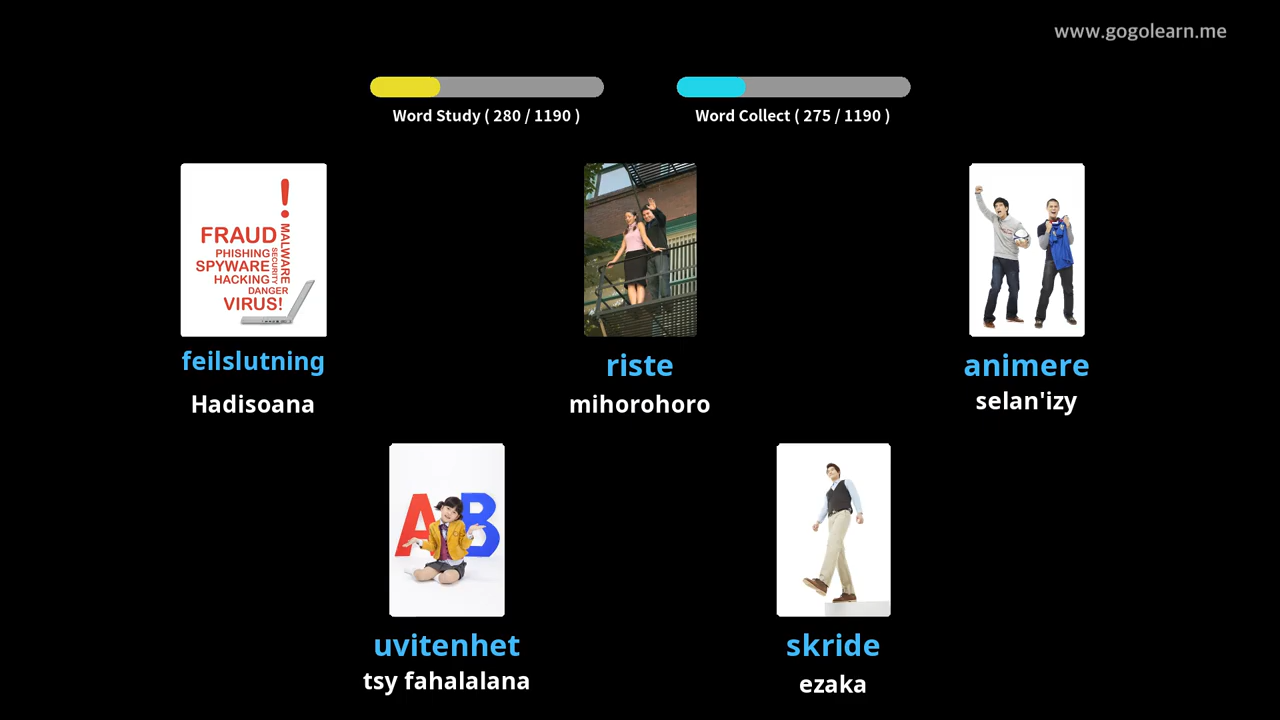 www.gogolearn.me
Word Study ( 280 / 1190 )
Word Collect ( 275 / 1190 )
!
FRAUD
PHISHING
SPYWARE
HACKING
DANGER
VIRUS!
MALWARE
SECURITY
feilslutning
Hadisoana
riste
mihorohoro
animere
selan'izy
A B
uvitenhet
tsy fahalalana
skride
ezaka